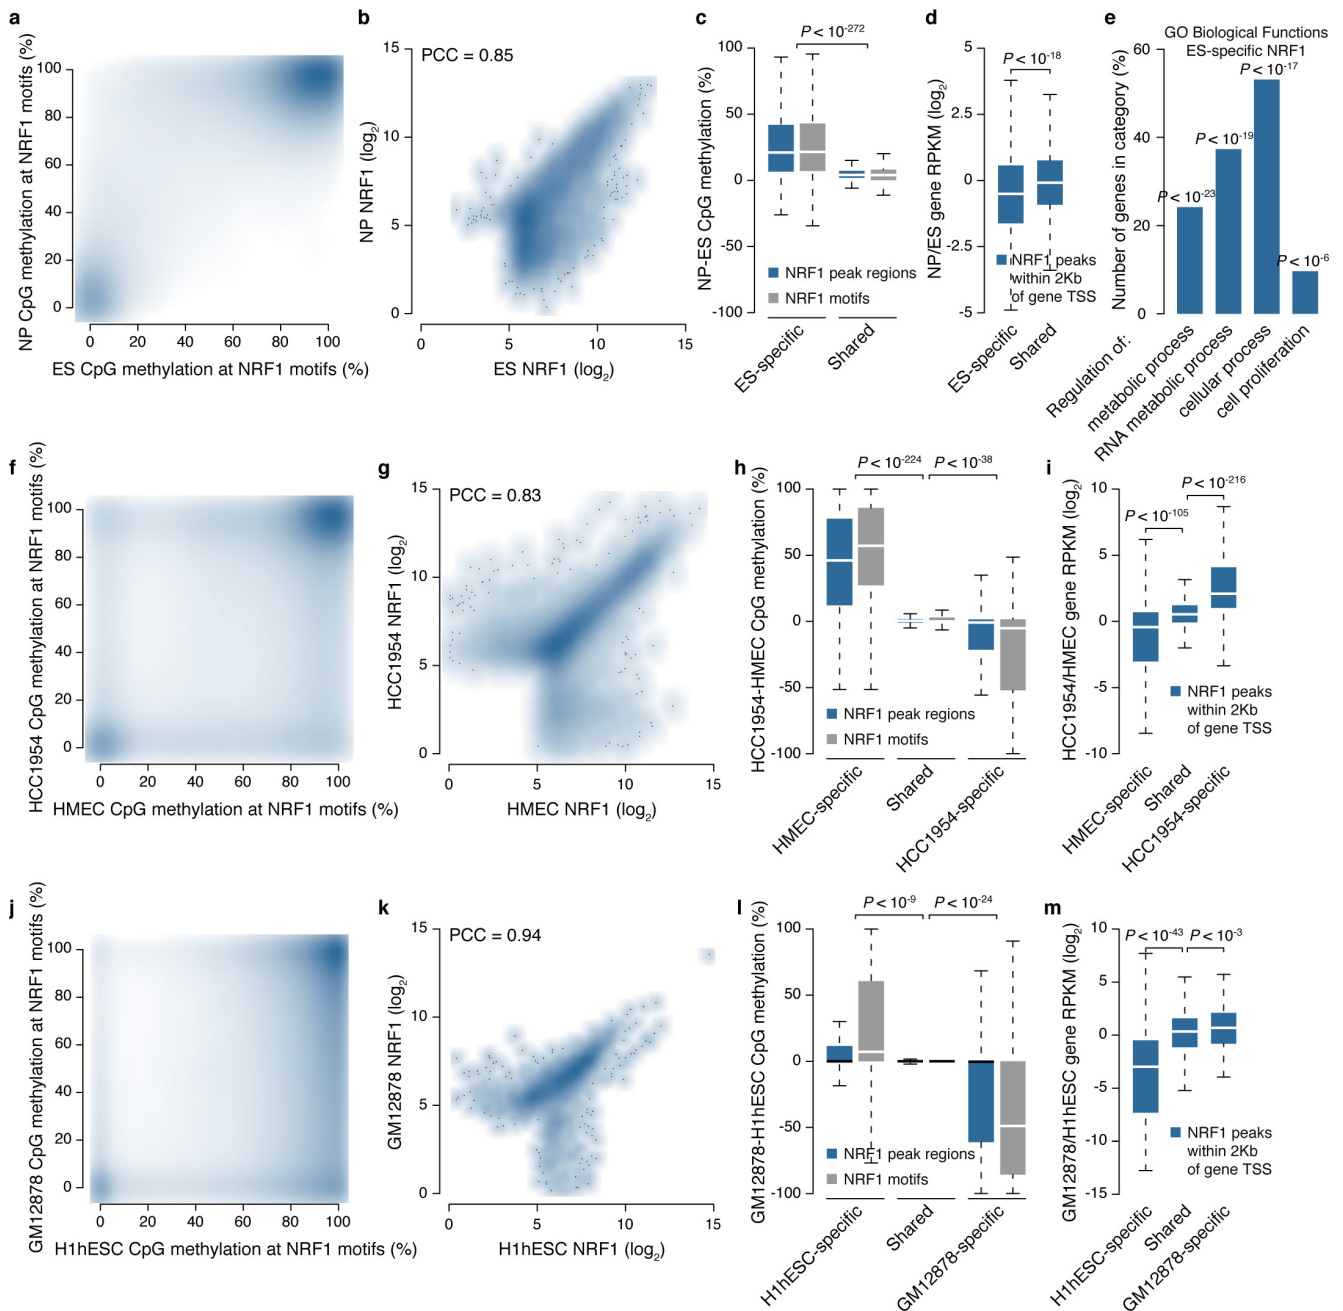 a
NP CpG methylation at NRF1 motifs (%)
100
80
60
40
20
0
0 20 40 60 80 100
ES CpG methylation at NRF1 motifs (%)
b
PCC = 0.85
NP NRF1 (log2)
15
10
5
0
0 5 10 15
ES NRF1 (log2)
c
P < 10-272
NP-ES CpG methylation (%)
100
50
0
-50
-100
NRF1 peak regions
NRF1 motifs
ES-specific
Shared
d
P < 10-18
NP/ES gene RPKM (log2)
5
2.5
0
-2.5
-5
NRF1 peaks
within 2Kb
of gene TSS
ES-specific
Shared
e
GO Biological Functions
ES-specific NRF1
Number of genes in category (%)
60
40
20
0
P < 10-23
P < 10-19
P < 10-17
P < 10-6
Regulation of:
metabolic process
RNA metabolic process
cellular process
cell proliferation
f
HCC1954 CpG methylation at NRF1 motifs (%)
100
80
60
40
20
0
0 20 40 60 80 100
HMEC CpG methylation at NRF1 motifs (%)
g
PCC = 0.83
HCC1954 NRF1 (log2)
15
10
5
0
0 5 10 15
HMEC NRF1 (log2)
h
P < 10-224
P < 10-38
HCC1954-HMEC CpG methylation (%)
100
50
0
-50
-100
NRF1 peak regions
NRF1 motifs
HMEC-specific
Shared
HCC1954-specific
i
P < 10-216
P < 10-105
HCC1954/HMEC gene RPKM (log2)
10
5
0
-5
-10
NRF1 peaks
within 2Kb
of gene TSS
HMEC-specific
Shared
HCC1954-specific
j
GM12878 CpG methylation at NRF1 motifs (%)
100
80
60
40
20
0
0 20 40 60 80 100
H1hESC CpG methylation at NRF1 motifs (%)
k
PCC = 0.94
GM12878 NRF1 (log2)
15
10
5
0
0 5 10 15
H1hESC NRF1 (log2)
l
P < 10-9
P < 10-24
GM12878-H1hESC CpG methylation (%)
100
50
0
-50
-100
NRF1 peak regions
NRF1 motifs
H1hESC-specific
Shared
GM12878-specific
m
P < 10-43
P < 10-3
GM12878/H1hESC gene RPKM (log2)
10
5
0
-5
-10
-15
NRF1 peaks
within 2Kb
of gene TSS
H1hESC-specific
Shared
GM12878-specific